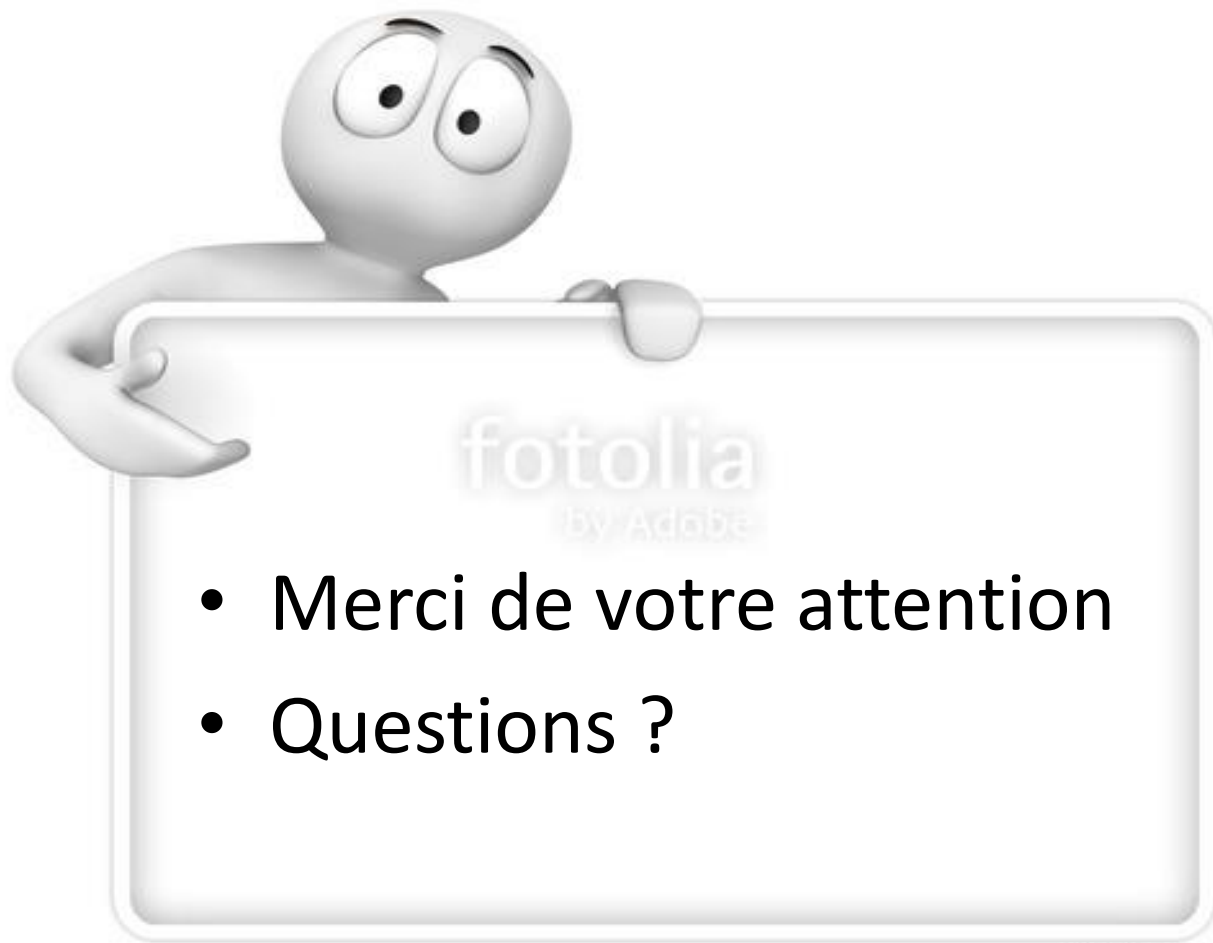 fotolia
by Adobe
• Merci de votre attention
• Questions ?